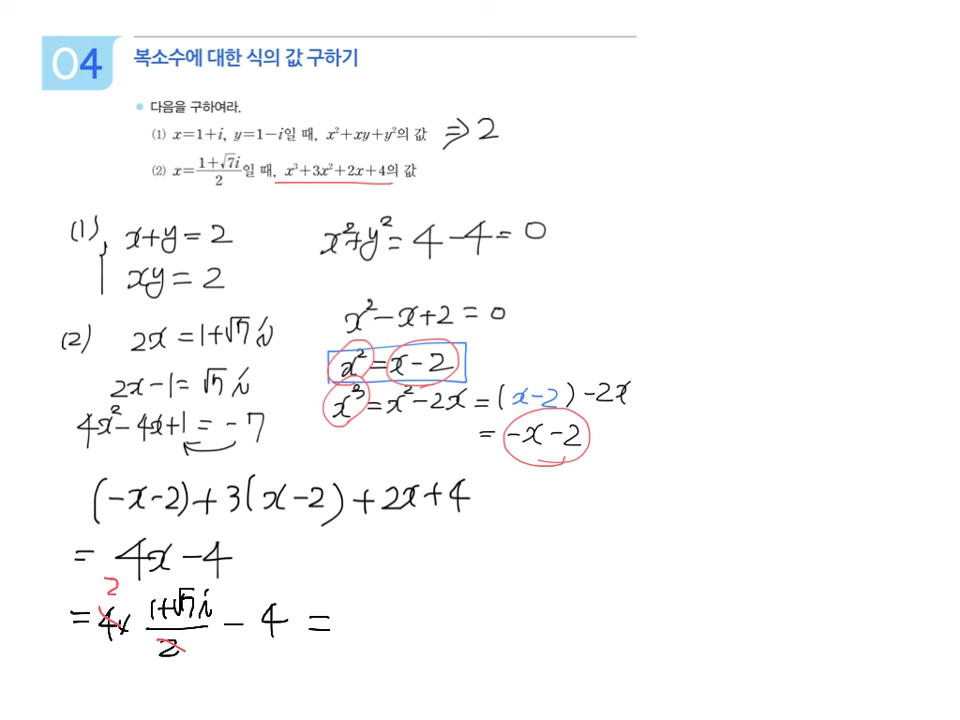 04 복소수에 대한 식의 값 구하기
다음을 구하여라.
(1) x=1+i, y=1-i일 때, x²+xy+y²의 값 ⇒ 2
(2) x=(1+√7i)/2일 때, x³+3x²+2x+4의 값
(1) x+y=2 x²+y²=4-4=0
xy=2
x²-x+2=0
(2) 2x=1+√7i
x²=x-2
2x-1=√7i
x³=x²-2x=(x-2)-2x
4x²-4x+1=-7
=-x-2
(-x-2)+3(x-2)+2x+4
=4x-4
2
=4×(1+√7i)/2-4=